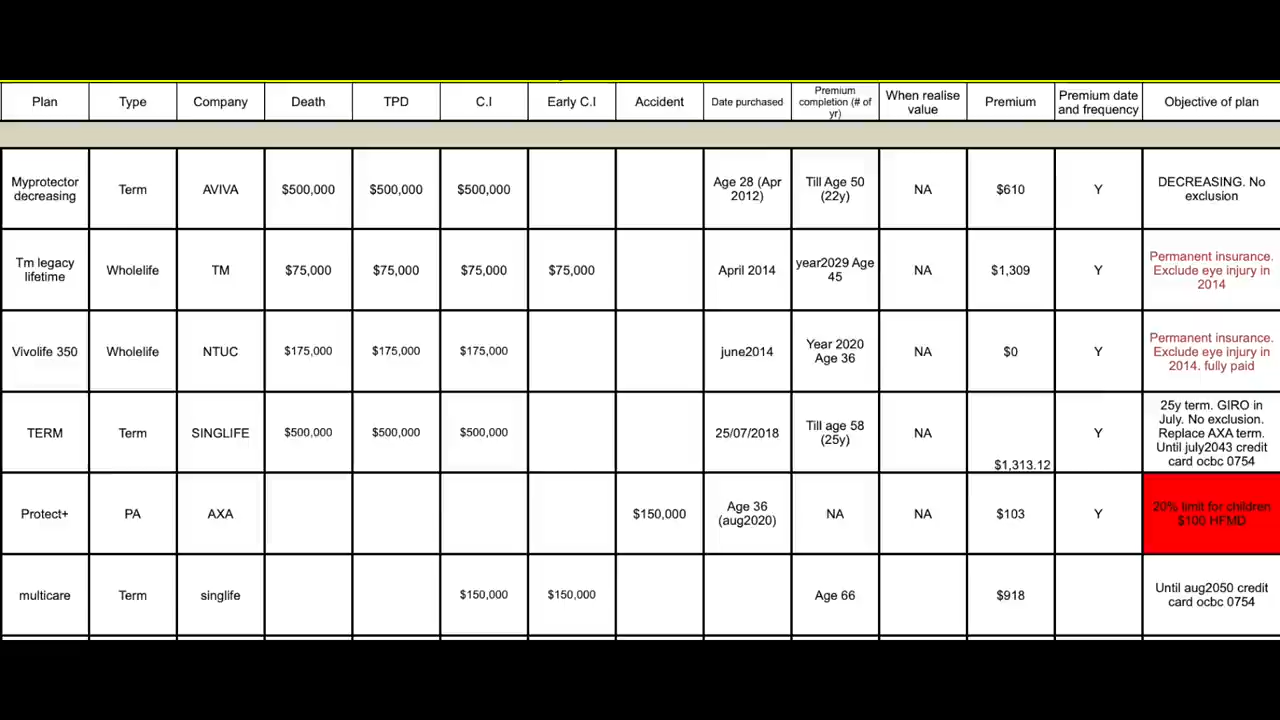 Plan Type Company Death TPD C.I Early C.I Accident Date purchased Premium completion (# of yr) When realise value Premium Premium date and frequency Objective of plan
Myprotector decreasing Term AVIVA $500,000 $500,000 $500,000 Age 28 (Apr 2012) Till Age 50 (22y) NA $610 Y DECREASING. No exclusion
Tm legacy lifetime Wholelife TM $75,000 $75,000 $75,000 $75,000 April 2014 year2029 Age 45 NA $1,309 Y Permanent insurance. Exclude eye injury in 2014
Vivolife 350 Wholelife NTUC $175,000 $175,000 $175,000 june2014 Year 2020 Age 36 NA $0 Y Permanent insurance. Exclude eye injury in 2014. fully paid
TERM Term SINGLIFE $500,000 $500,000 $500,000 25/07/2018 Till age 58 (25y) NA $1,313.12 Y 25y term. GIRO in July. No exclusion. Replace AXA term. Until july2043 credit card ocbc 0754
Protect+ PA AXA $150,000 Age 36 (aug2020) NA NA $103 Y 20% limit for children $100 HFMD
multicare Term singlife $150,000 $150,000 Age 66 $918 Until aug2050 credit card ocbc 0754